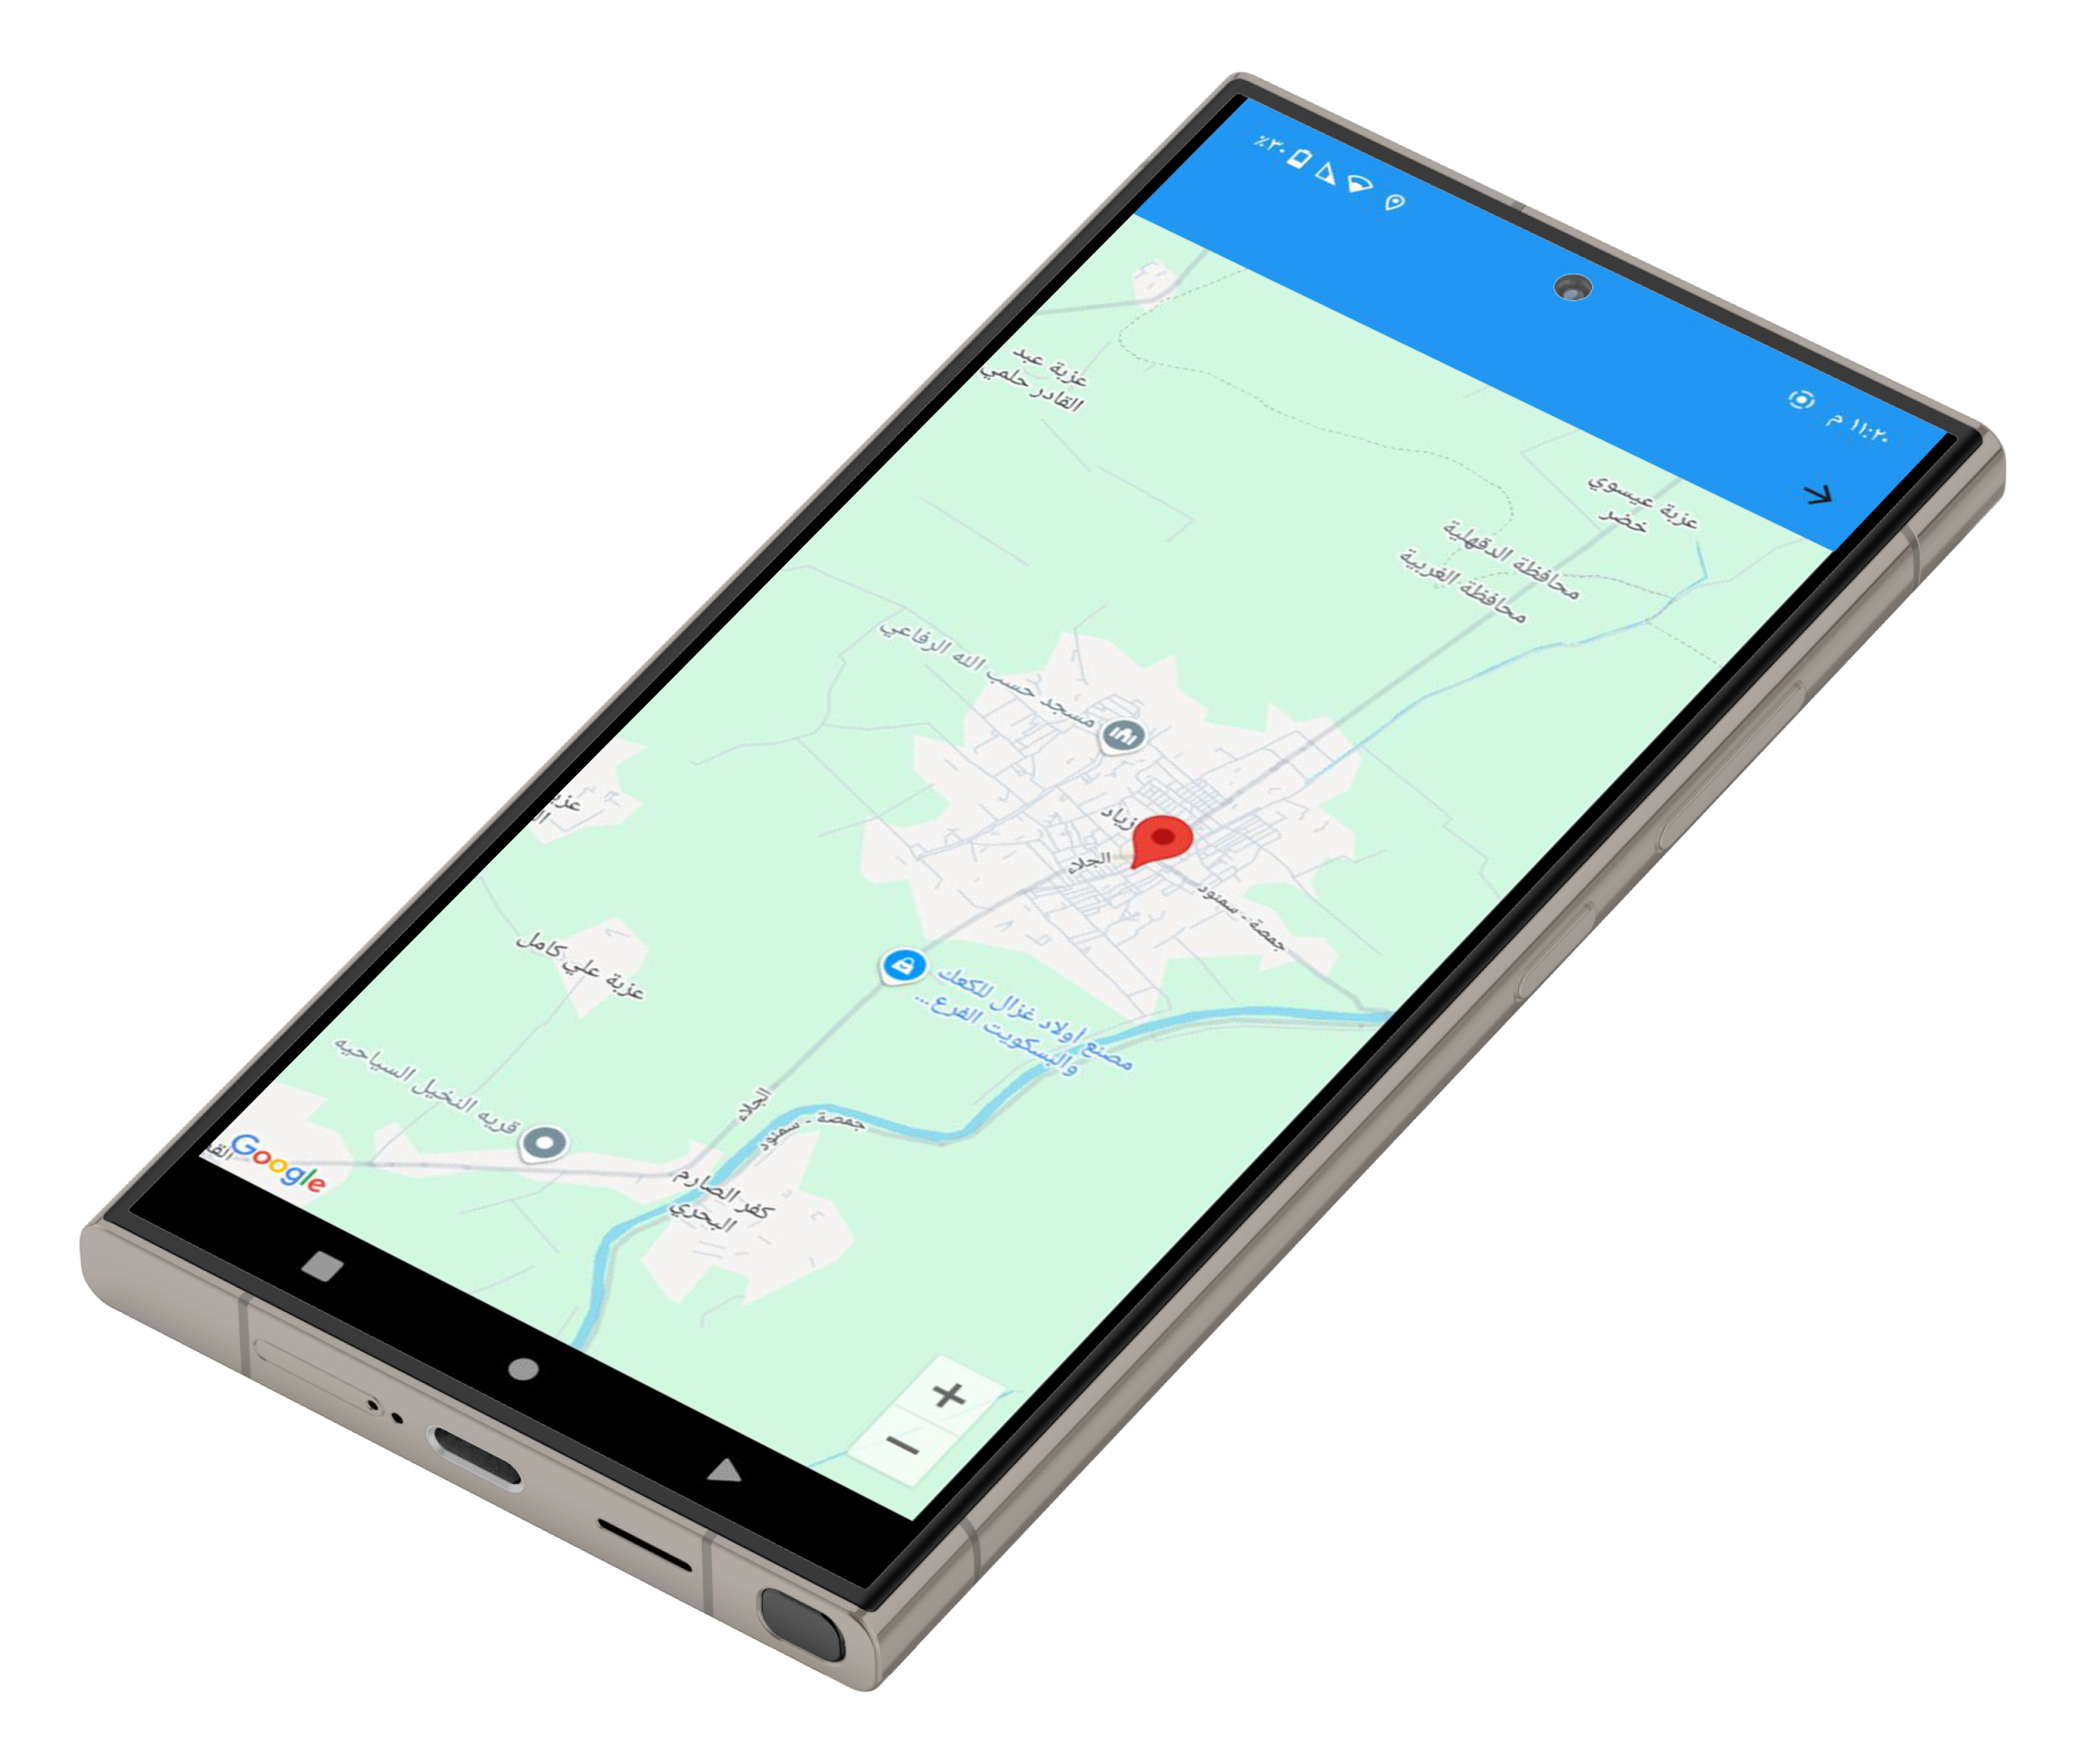 ١١:٢٠ م
٪٣٠
عزبة عبد
القادر حلمي
عزبة عيسوي
خضر
محافظة الدقهلية
محافظة الغربية
مسجد حسب الله الرفاعي
زياد
الجلاء
جمصة - سمنود
عزبة علي كامل
مصنع أولاد غزال للكعك
والبسكويت الفرع...
قريه النخيل السياحيه
الجلاء
جمصة - سمنود
كفر الصارم
البحري
Google
+
−